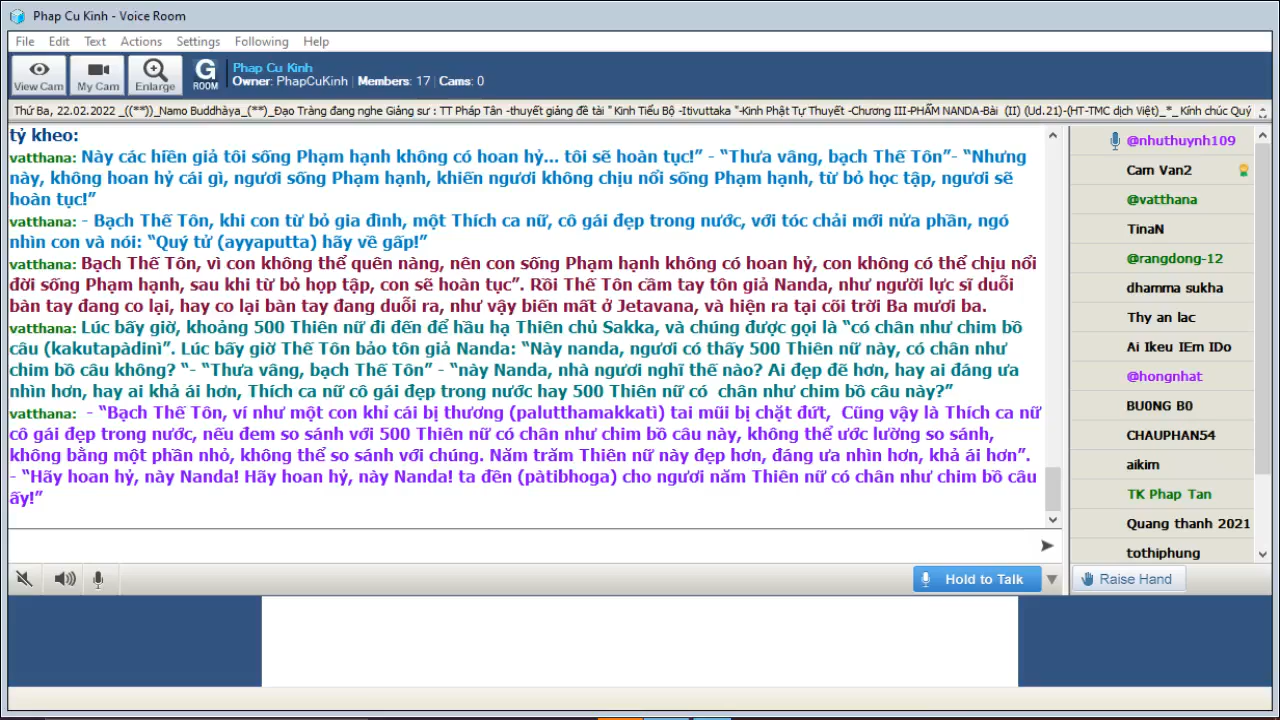 Phap Cu Kinh - Voice Room
File Edit Text Actions Settings Following Help
View Cam My Cam Enlarge G ROOM
Phap Cu Kinh
Owner: PhapCuKinh | Members: 17 | Cams: 0
Thứ Ba, 22.02.2022 _((**))_Namo Buddhàya_(**)_Đạo Tràng đang nghe Giảng sư : TT Pháp Tân -thuyết giảng đề tài " Kinh Tiểu Bộ -Itivuttaka "-Kinh Phật Tự Thuyết -Chương III-PHẨM NANDA-Bài (II) (Ud.21)-(HT-TMC dịch Việt)_*_ Kính chúc Quý
tỷ kheo:
vatthana: Này các hiền giả tôi sống Phạm hạnh không có hoan hỷ... tôi sẽ hoàn tục!” - “Thưa vâng, bạch Thế Tôn”- “Nhưng
này, không hoan hỷ cái gì, ngươi sống Phạm hạnh, khiến ngươi không chịu nổi sống Phạm hạnh, từ bỏ học tập, ngươi sẽ
hoàn tục!”
vatthana: - Bạch Thế Tôn, khi con từ bỏ gia đình, một Thích ca nữ, cô gái đẹp trong nước, với tóc chải mới nửa phần, ngó
nhìn con và nói: “Quý tử (ayyaputta) hãy về gấp!”
vatthana: Bạch Thế Tôn, vì con không thể quên nàng, nên con sống Phạm hạnh không có hoan hỷ, con không có thể chịu nổi
đời sống Phạm hạnh, sau khi từ bỏ họp tập, con sẽ hoàn tục”. Rồi Thế Tôn cầm tay tôn giả Nanda, như người lực sĩ duỗi
bàn tay đang co lại, hay co lại bàn tay đang duỗi ra, như vậy biến mất ở Jetavana, và hiện ra tại cõi trời Ba mươi ba.
vatthana: Lúc bấy giờ, khoảng 500 Thiên nữ đi đến để hầu hạ Thiên chủ Sakka, và chúng được gọi là “có chân như chim bồ
câu (kakutapàdinì”. Lúc bấy giờ Thế Tôn bảo tôn giả Nanda: “Này nanda, ngươi có thấy 500 Thiên nữ này, có chân như
chim bồ câu không? “- “Thưa vâng, bạch Thế Tôn” - “này Nanda, nhà ngươi nghĩ thế nào? Ai đẹp đẽ hơn, hay ai đáng ưa
nhìn hơn, hay ai khả ái hơn, Thích ca nữ cô gái đẹp trong nước hay 500 Thiên nữ có chân như chim bồ câu này?”
vatthana: - “Bạch Thế Tôn, ví như một con khỉ cái bị thương (palutthamakkatì) tai mũi bị chặt đứt, Cũng vậy là Thích ca nữ
cô gái đẹp trong nước, nếu đem so sánh với 500 Thiên nữ có chân như chim bồ câu này, không thể ước lường so sánh,
không bằng một phần nhỏ, không thể so sánh với chúng. Năm trăm Thiên nữ này đẹp hơn, đáng ưa nhìn hơn, khả ái hơn”.
- “Hãy hoan hỷ, này Nanda! Hãy hoan hỷ, này Nanda! ta đền (pàtibhoga) cho ngươi năm Thiên nữ có chân như chim bồ câu
ấy!”
@nhuthuynh109
Cam Van2
@vatthana
TinaN
@rangdong-12
dhamma sukha
Thy an lac
Ai Ikeu IErn IDo
@hongnhat
BU0NG B0
CHAUPHAN54
aikim
TK Phap Tan
Quang thanh 2021
tothiphung
Hold to Talk
Raise Hand